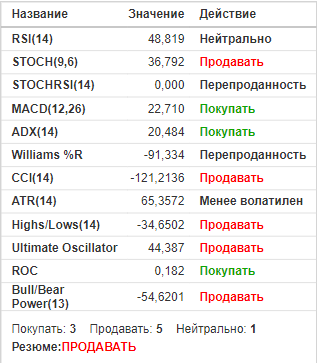 Название Значение Действие
RSI(14) 48,819 Нейтрально
STOCH(9,6) 36,792 Продавать
STOCHRSI(14) 0,000 Перепроданность
MACD(12,26) 22,710 Покупать
ADX(14) 20,484 Покупать
Williams %R -91,334 Перепроданность
CCI(14) -121,2136 Продавать
ATR(14) 65,3572 Менее волатилен
Highs/Lows(14) -34,6502 Продавать
Ultimate Oscillator 44,387 Продавать
ROC 0,182 Покупать
Bull/Bear
Power(13) -54,6201 Продавать
Покупать: 3 Продавать: 5 Нейтрально: 1
Резюме:ПРОДАВАТЬ